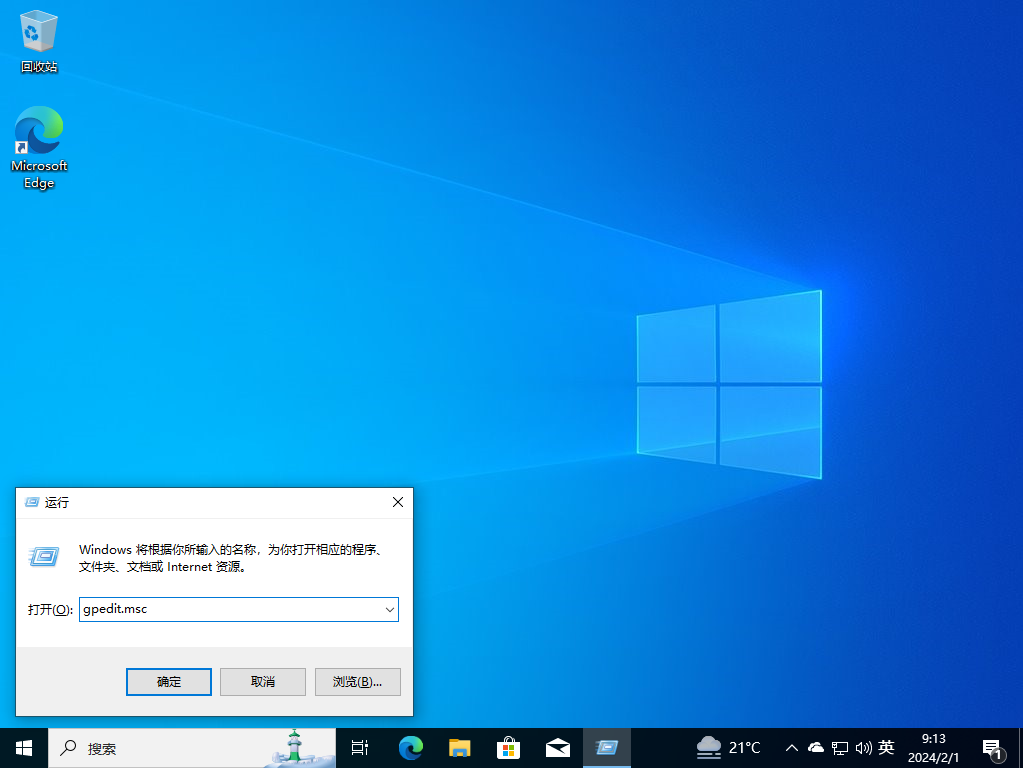 回收站
Microsoft
Edge
运行
Windows 将根据你所输入的名称，为你打开相应的程序、
文件夹、文档或 Internet 资源。
打开(O): gpedit.msc
确定 取消 浏览(B)...
搜索 21°C 英 9:13
2024/2/1 1